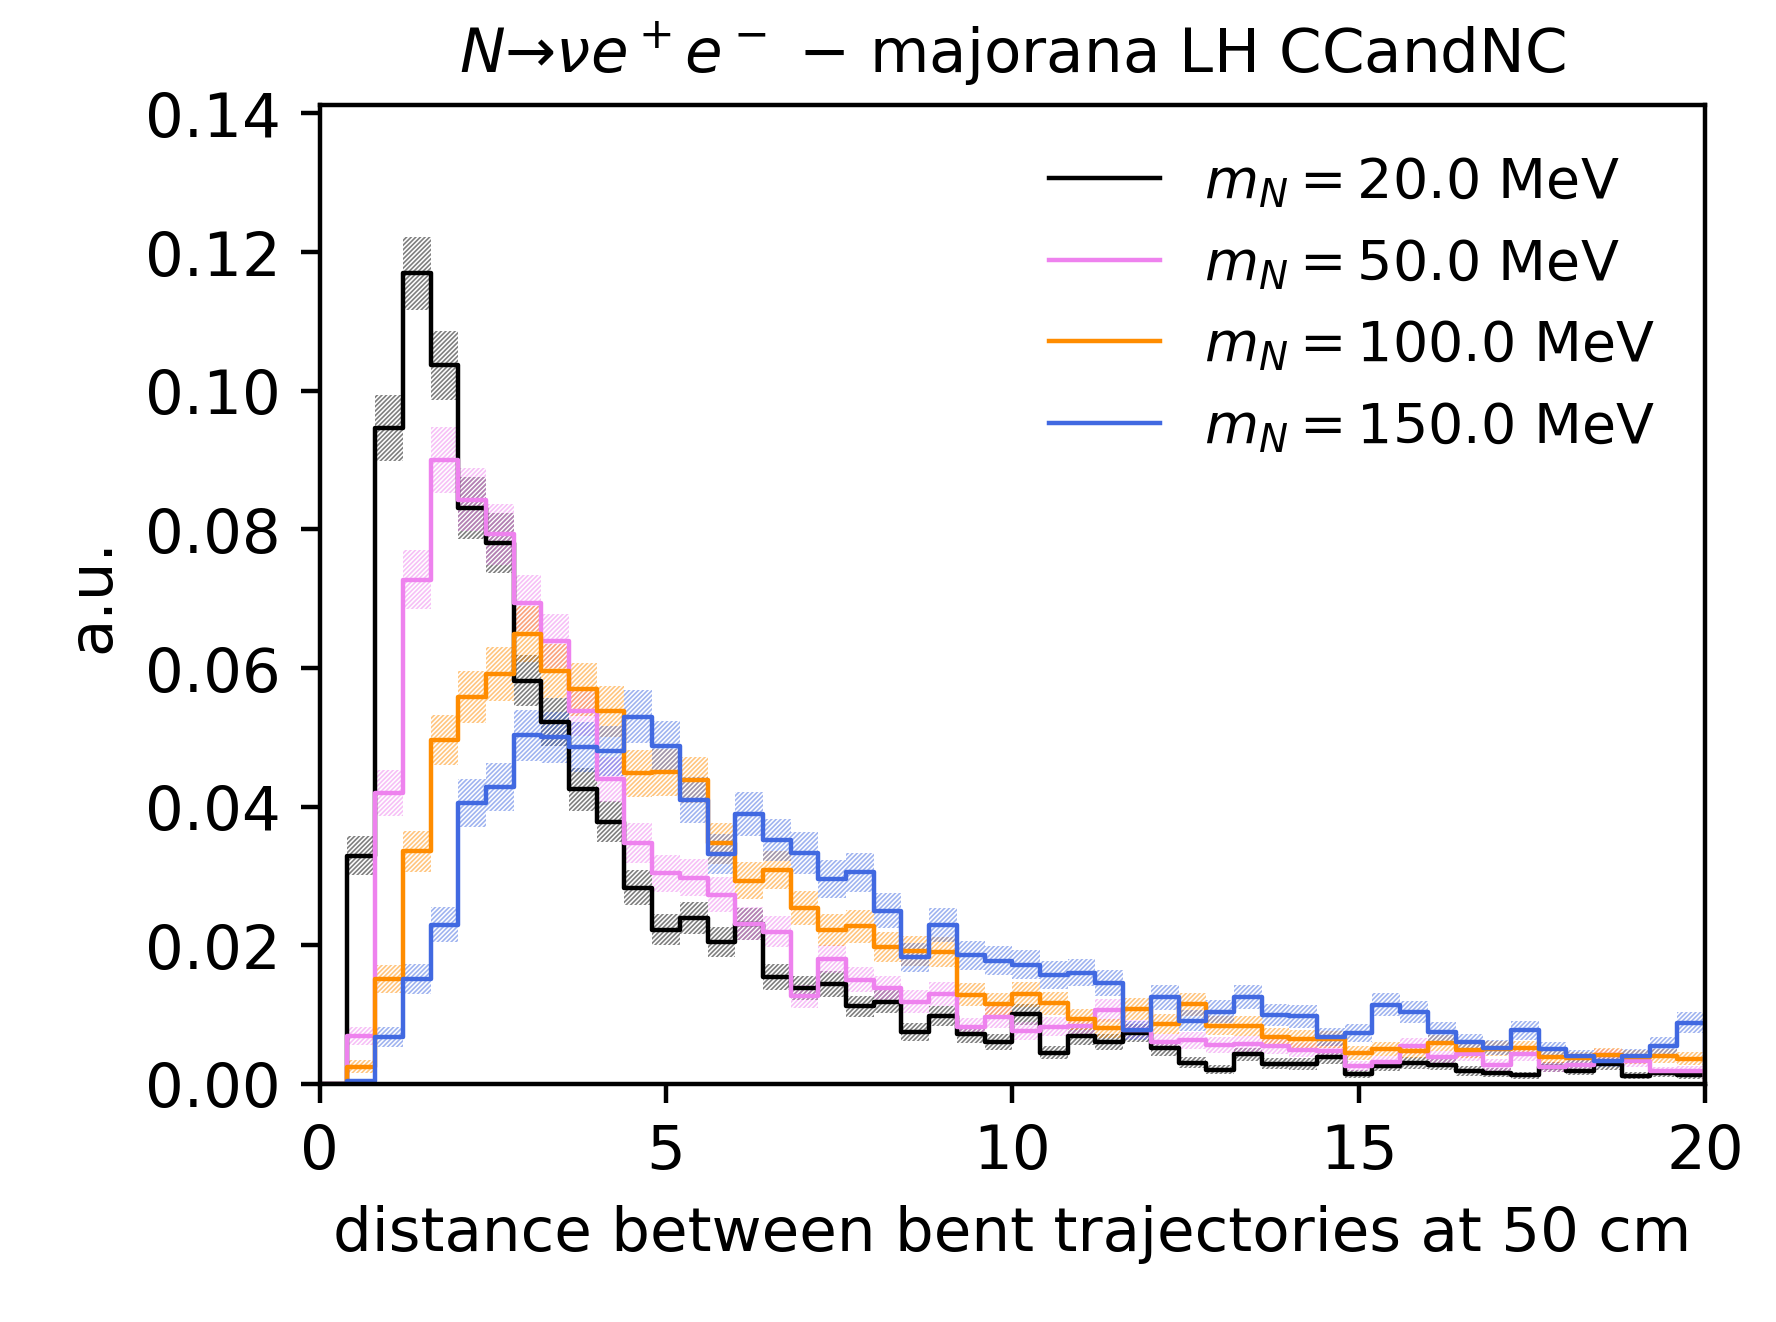 N→νe⁺e⁻ − majorana LH CCandNC
0.14
0.12
0.10
0.08
0.06
0.04
0.02
0.00
a.u.
m_N = 20.0 MeV
m_N = 50.0 MeV
m_N = 100.0 MeV
m_N = 150.0 MeV
0 5 10 15 20
distance between bent trajectories at 50 cm